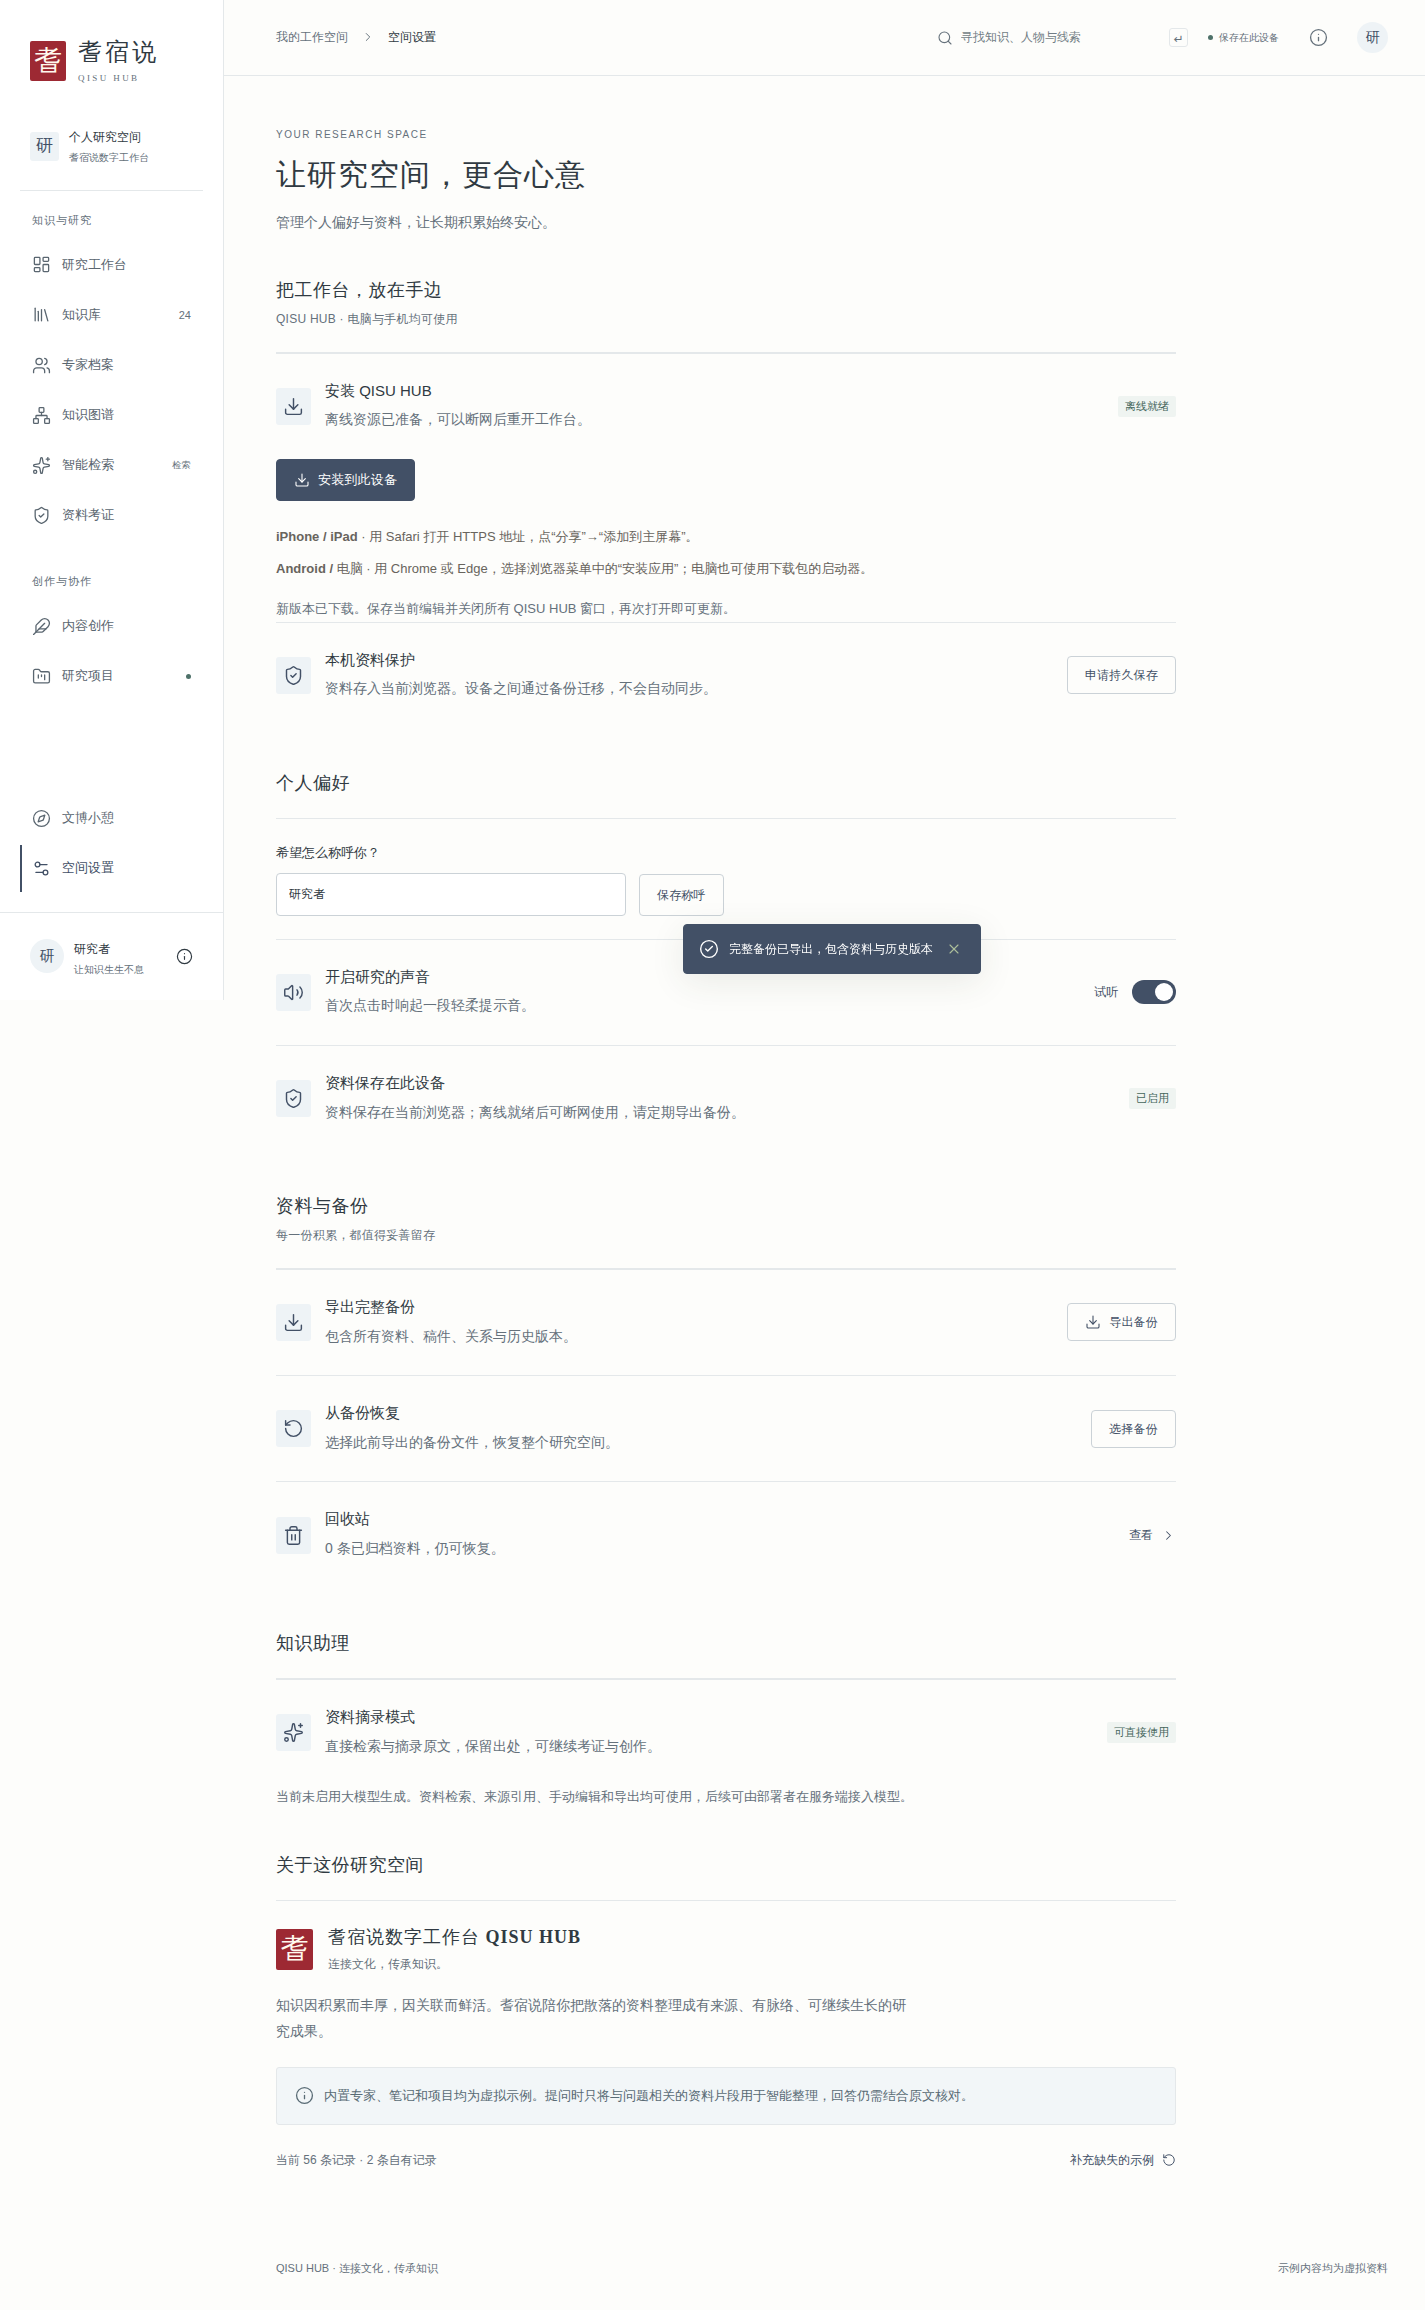 耆
耆宿说
QISU HUB
研
个人研究空间
耆宿说数字工作台
知识与研究
研究工作台
知识库
24
专家档案
知识图谱
智能检索
检索
资料考证
创作与协作
内容创作
研究项目
文博小憩
空间设置
研
研究者
让知识生生不息
我的工作空间
空间设置
寻找知识、人物与线索
↵
保存在此设备
研
YOUR RESEARCH SPACE
让研究空间，更合心意
管理个人偏好与资料，让长期积累始终安心。
把工作台，放在手边
QISU HUB · 电脑与手机均可使用
安装 QISU HUB
离线资源已准备，可以断网后重开工作台。
离线就绪
安装到此设备
iPhone / iPad · 用 Safari 打开 HTTPS 地址，点“分享”→“添加到主屏幕”。
Android / 电脑 · 用 Chrome 或 Edge，选择浏览器菜单中的“安装应用”；电脑也可使用下载包的启动器。
新版本已下载。保存当前编辑并关闭所有 QISU HUB 窗口，再次打开即可更新。
本机资料保护
资料存入当前浏览器。设备之间通过备份迁移，不会自动同步。
申请持久保存
个人偏好
希望怎么称呼你？
研究者
保存称呼
完整备份已导出，包含资料与历史版本
开启研究的声音
首次点击时响起一段轻柔提示音。
试听
资料保存在此设备
资料保存在当前浏览器；离线就绪后可断网使用，请定期导出备份。
已启用
资料与备份
每一份积累，都值得妥善留存
导出完整备份
包含所有资料、稿件、关系与历史版本。
导出备份
从备份恢复
选择此前导出的备份文件，恢复整个研究空间。
选择备份
回收站
0 条已归档资料，仍可恢复。
查看
知识助理
资料摘录模式
直接检索与摘录原文，保留出处，可继续考证与创作。
可直接使用
当前未启用大模型生成。资料检索、来源引用、手动编辑和导出均可使用，后续可由部署者在服务端接入模型。
关于这份研究空间
耆
耆宿说数字工作台 QISU HUB
连接文化，传承知识。
知识因积累而丰厚，因关联而鲜活。耆宿说陪你把散落的资料整理成有来源、有脉络、可继续生长的研
究成果。
内置专家、笔记和项目均为虚拟示例。提问时只将与问题相关的资料片段用于智能整理，回答仍需结合原文核对。
当前 56 条记录 · 2 条自有记录
补充缺失的示例
QISU HUB · 连接文化，传承知识
示例内容均为虚拟资料